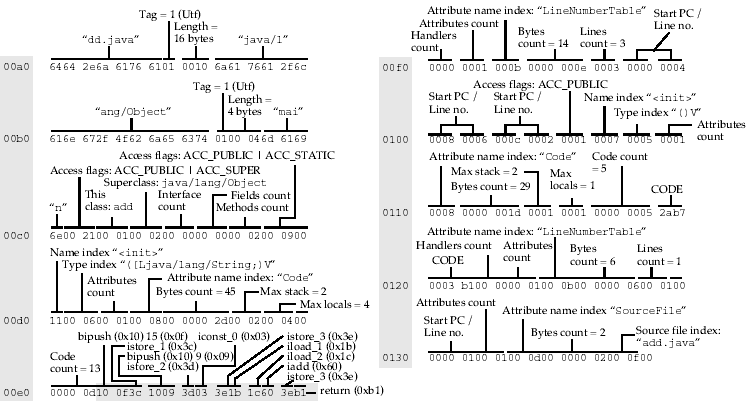 Tag = 1 (Utf)
Length =
16 bytes
“dd.java”
“java/l”
00a0
6464 2e6a 6176 6101 0010 6a61 7661 2f6c
Tag = 1 (Utf)
Length =
4 bytes
“ang/Object”
“mai”
00b0
616e 672f 4f62 6a65 6374 0100 046d 6169
Access flags: ACC_PUBLIC | ACC_STATIC
Access flags: ACC_PUBLIC | ACC_SUPER
Superclass: java/lang/Object
“n”
This
class: add
Interface
count
Fields count
Methods count
00c0
6e00 2100 0500 0200 0000 0000 0200 0900
Name index “<init>”
Type index “([Ljava/lang/String;)V”
Attributes
count
Attribute name index: “Code”
Bytes count = 45
Max stack = 2
Max locals = 4
00d0
1100 0600 0100 0800 0000 2d00 0200 0400
bipush (0x10) 15 (0x0f)
iconst_0 (0x03)
istore_3 (0x3e)
istore_1 (0x3c)
iload_1 (0x1b)
bipush (0x10) 9 (0x09)
iload_2 (0x1c)
istore_2 (0x3d)
iadd (0x60)
Code
count = 13
istore_3 (0x3e)
00e0
0000 0d10 0f3c 1009 3d03 3e1b 1c60 3eb1
return (0xb1)
Attribute name index: “LineNumberTable”
Attributes count
Handlers
count
Bytes
count = 14
Lines
count = 3
Start PC /
Line no.
00f0
0000 0001 000b 0000 000e 0003 0000 0004
Access flags: ACC_PUBLIC
Start PC /
Line no.
Start PC /
Line no.
Name index “<init>”
Type index “()V”
Attributes
count
0100
0008 0006 000c 0002 0001 0007 0001 0001
Attribute name index: “Code”
Max stack = 2
Bytes count = 29
Max
locals = 1
Code count
= 5
CODE
0110
0008 0000 001d 0001 0001 0000 0005 2ab7
Attribute name index: “LineNumberTable”
Handlers count
CODE
Attributes
count
Bytes
count = 6
Lines
count = 1
0120
0003 b100 0000 0100 0b00 0000 0600 0100
Attributes count
Start PC /
Line no.
Attribute name index “SourceFile”
Bytes count = 2
Source file index:
“add.java”
0130
0000 0100 0100 0d00 0000 0200 0f00